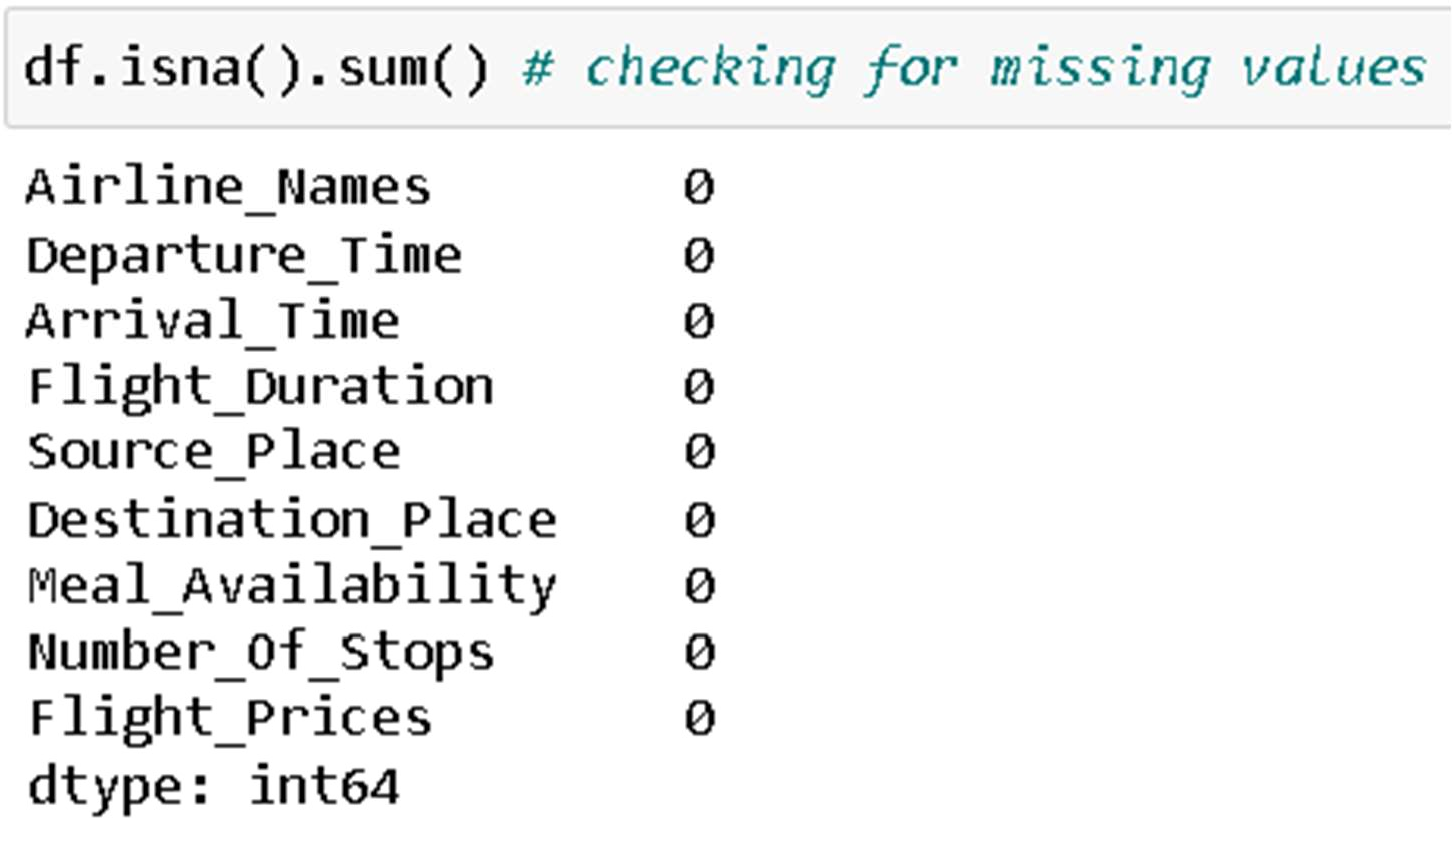 df.isna().sum() # checking for missing values
Airline_Names 0
Departure_Time 0
Arrival_Time 0
Flight_Duration 0
Source_Place 0
Destination_Place 0
Meal_Availability 0
Number_Of_Stops 0
Flight_Prices 0
dtype: int64